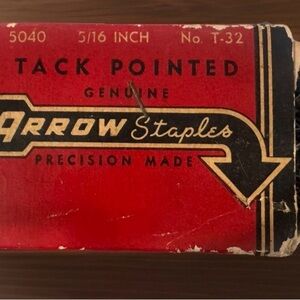 5040 5/16 INCH No. T-32
TACK POINTED
GENUINE
ARROW Staples
PRECISION MADE